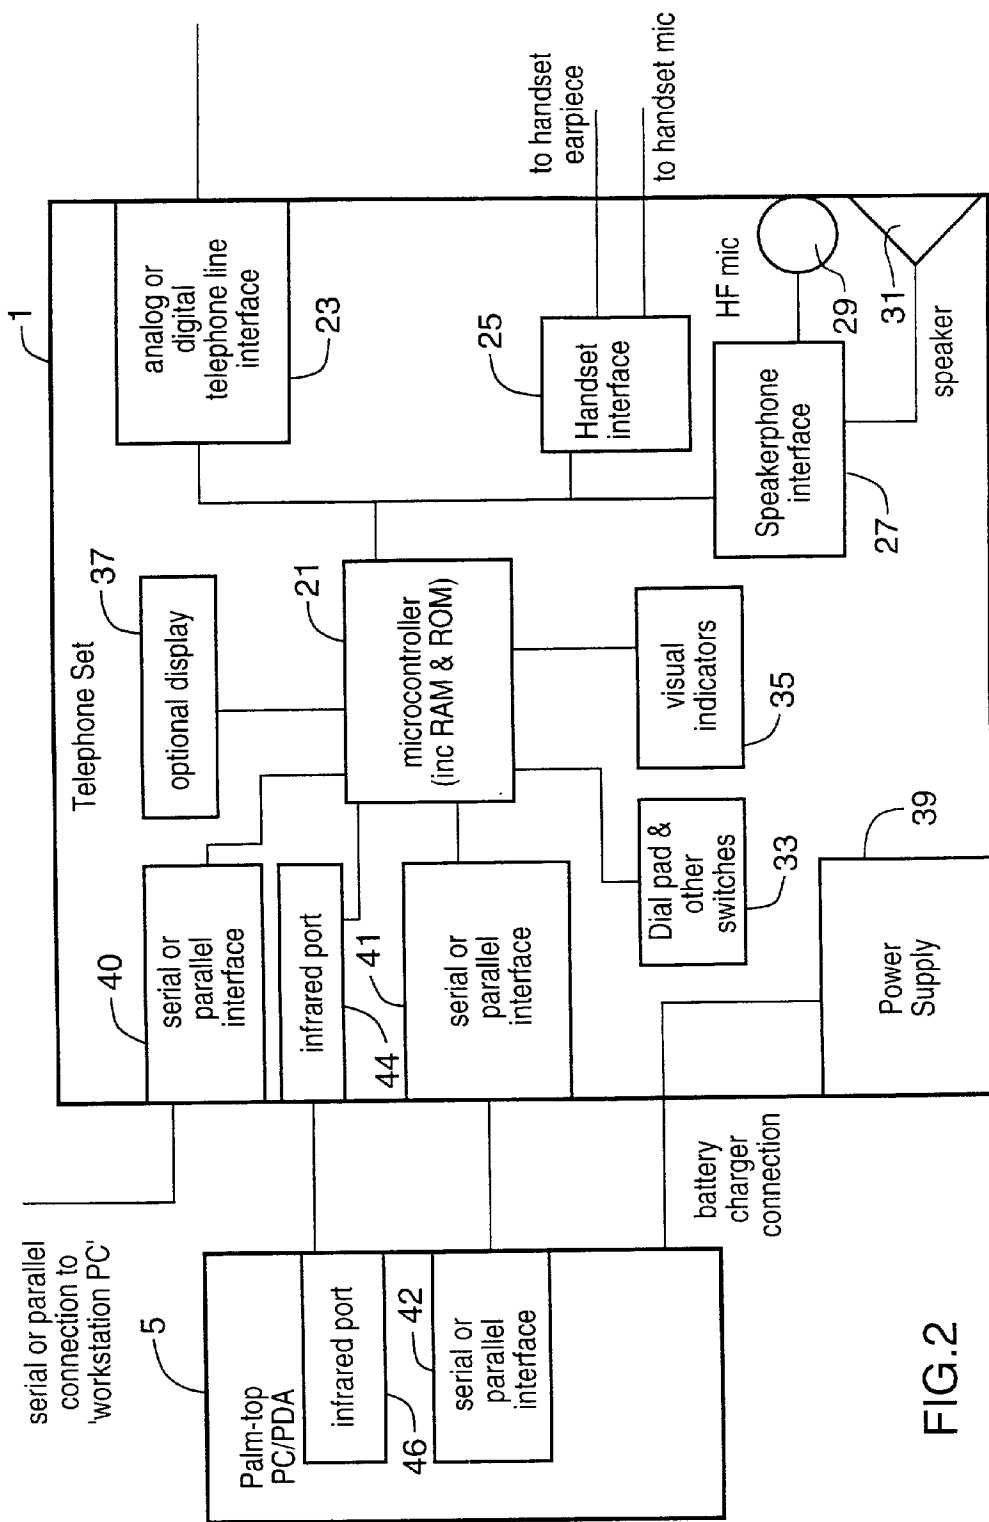 serial or parallel
connection to
'workstation PC'
5
Palm-top
PC/PDA
infrared port
46
42
serial or
parallel
interface
battery
charger
connection
1
Telephone Set
40
serial or
parallel
interface
infrared port
44
41
serial or
parallel
interface
37
optional display
21
microcontroller
(inc RAM & ROM)
Dial pad &
other
switches
33
visual
indicators
35
39
Power
Supply
analog or
digital
telephone line
interface
23
25
Handset
interface
to handset
earpiece
to handset mic
HF mic
29
31
speaker
Speakerphone
interface
27
FIG.2